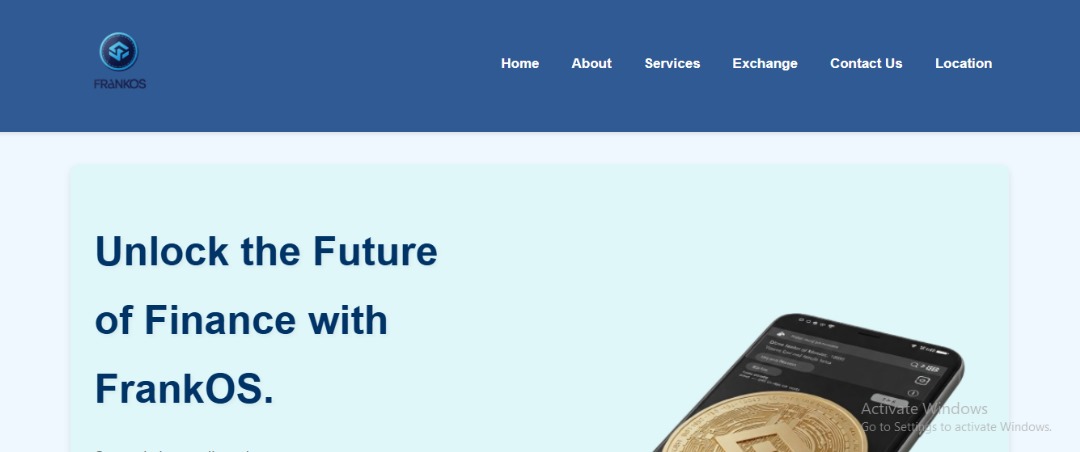 FRANKOS
Home
About
Services
Exchange
Contact Us
Location
Unlock the Future
of Finance with
FrankOS.
Activate Windows
Go to Settings to activate Windows.